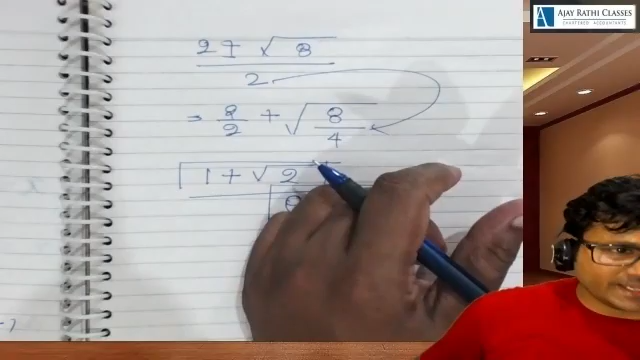 AJAY RATHI CLASSES
CHARTERED ACCOUNTANTS
2 + √8
2
= 2/2 + √(8/4)
1 + √2